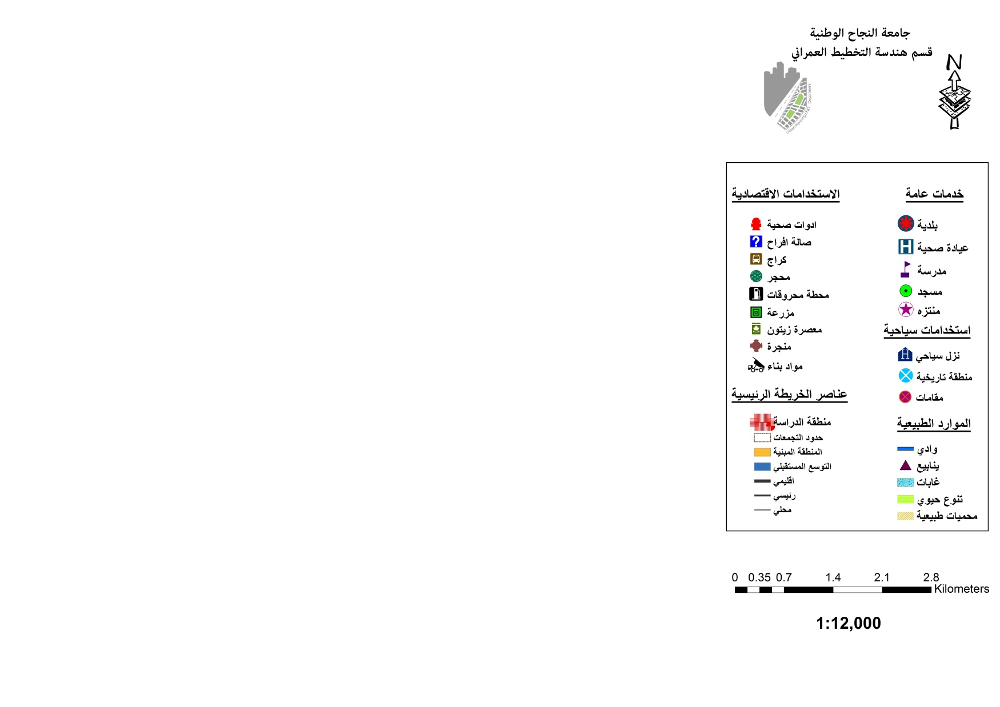 جامعة النجاح الوطنية
قسم هندسة التخطيط العمراني
N
Urban Planning ENG Department
خدمات عامة
بلدية
عيادة صحية
مدرسة
مسجد
منتزه
استخدامات سياحية
نزل سياحي
منطقة تاريخية
مقامات
الموارد الطبيعية
وادي
ينابيع
غابات
تنوع حيوي
محميات طبيعية
الاستخدامات الاقتصادية
ادوات صحية
صالة افراح
كراج
محجر
محطة محروقات
مزرعة
معصرة زيتون
منجرة
مواد بناء
عناصر الخريطة الرئيسية
منطقة الدراسة
حدود التجمعات
المنطقة المبنية
التوسع المستقبلي
اقليمي
رئيسي
محلي
0 0.35 0.7 1.4 2.1 2.8
Kilometers
1:12,000